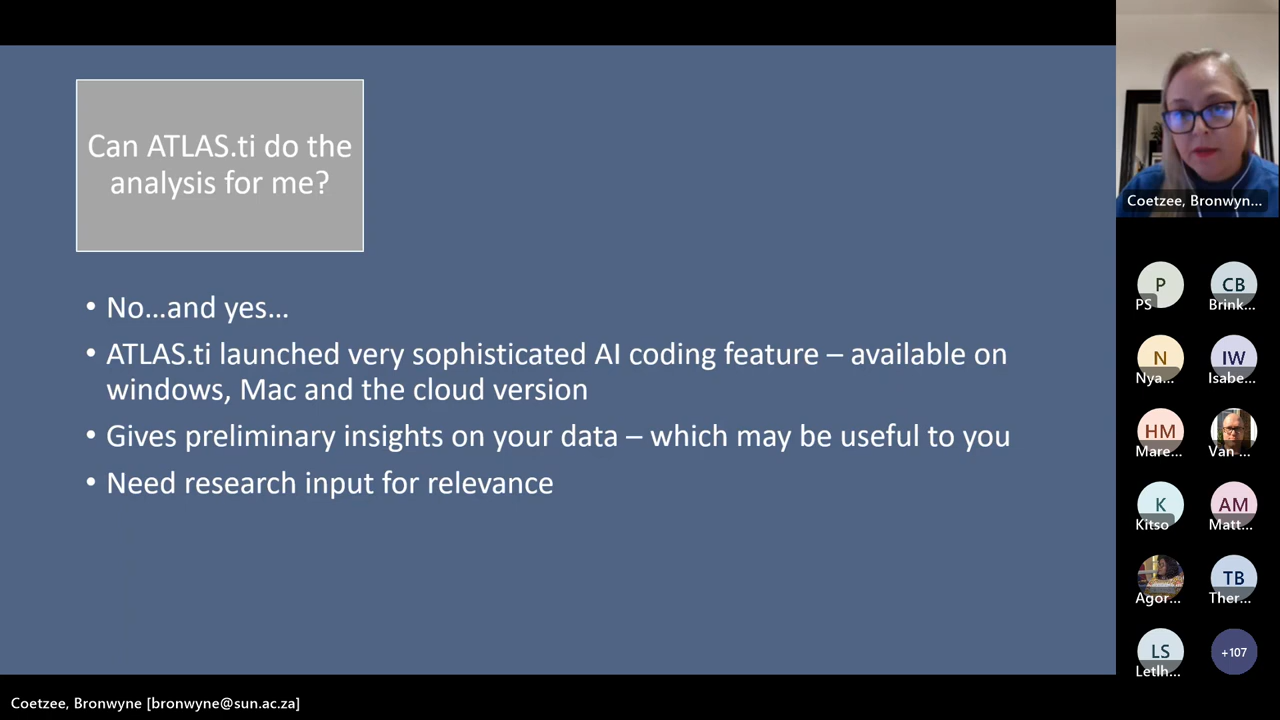 Can ATLAS.ti do the
analysis for me?
• No…and yes…
• ATLAS.ti launched very sophisticated AI coding feature – available on
windows, Mac and the cloud version
• Gives preliminary insights on your data – which may be useful to you
• Need research input for relevance
Coetzee, Bronwyn...
P
PS
CB
Brink...
N
Nya...
IW
Isabe...
HM
Mare...
Van ...
K
Kitso
AM
Matt...
Agor...
TB
Ther...
LS
Letlh...
+107
Coetzee, Bronwyne [bronwyne@sun.ac.za]